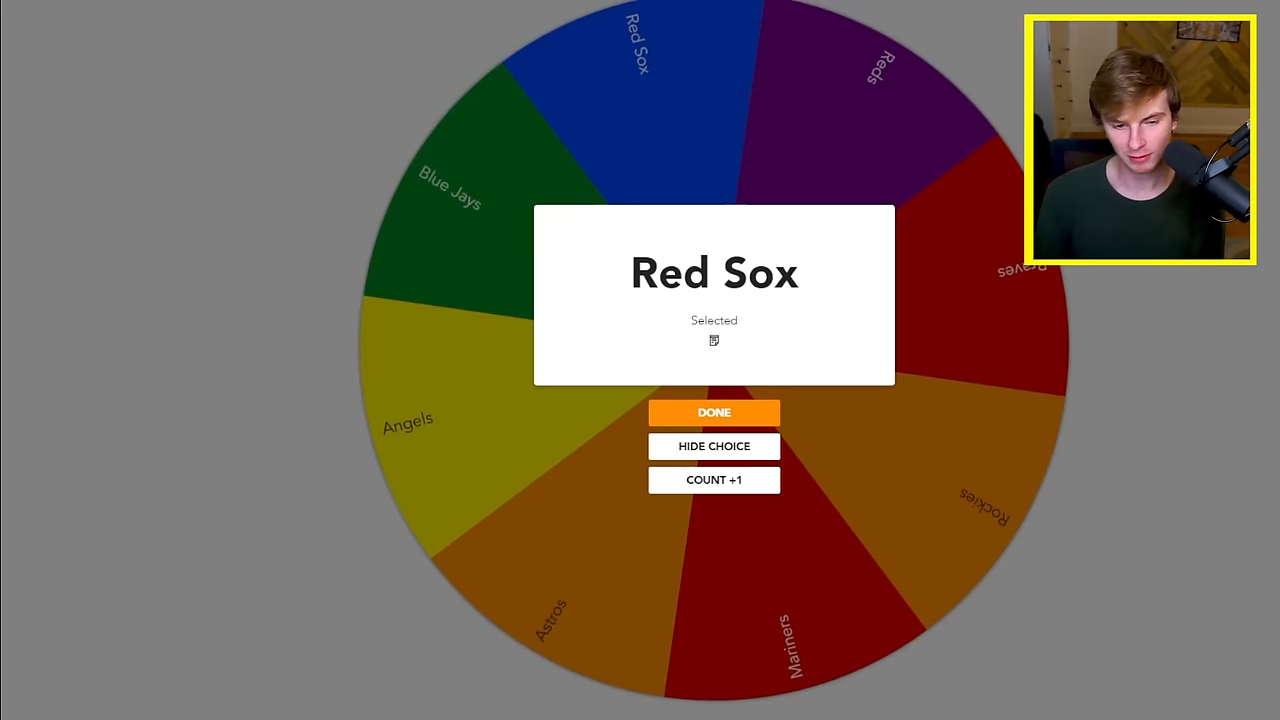 Red Sox
Reds
Blue Jays
Braves
Red Sox
Selected
Angels
DONE
HIDE CHOICE
COUNT +1
Rockies
Astros
Mariners